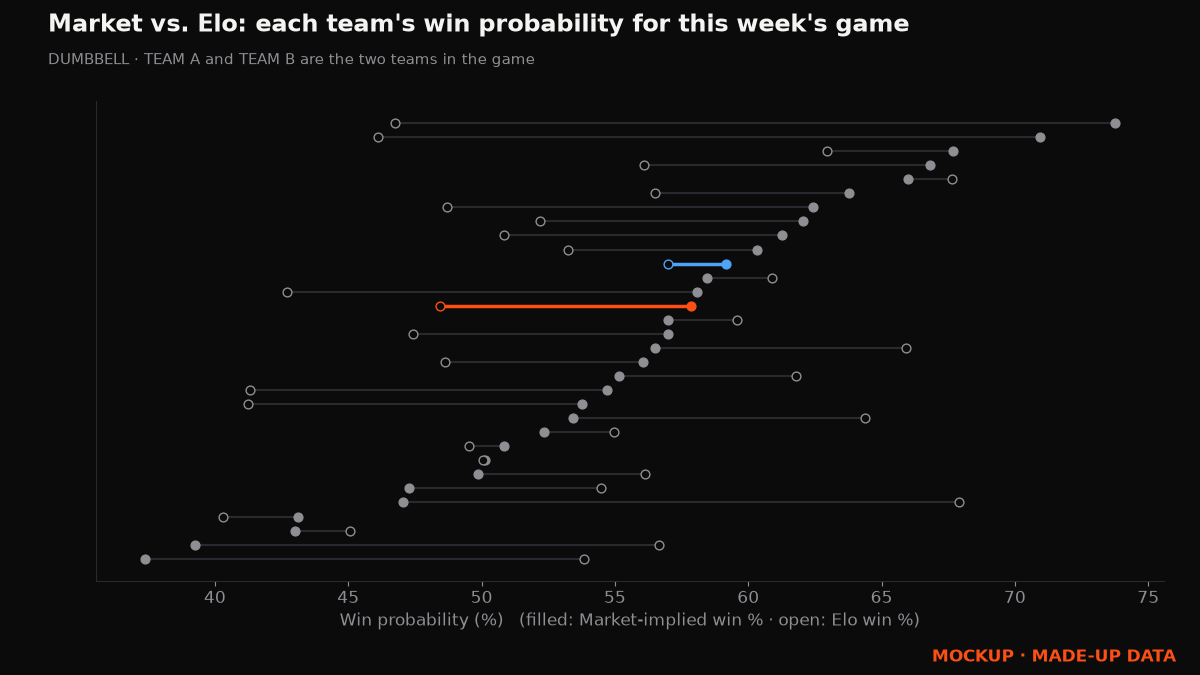 Market vs. Elo: each team's win probability for this week's game
DUMBBELL · TEAM A and TEAM B are the two teams in the game
40 45 50 55 60 65 70 75
Win probability (%) (filled: Market-implied win % · open: Elo win %)
MOCKUP · MADE-UP DATA